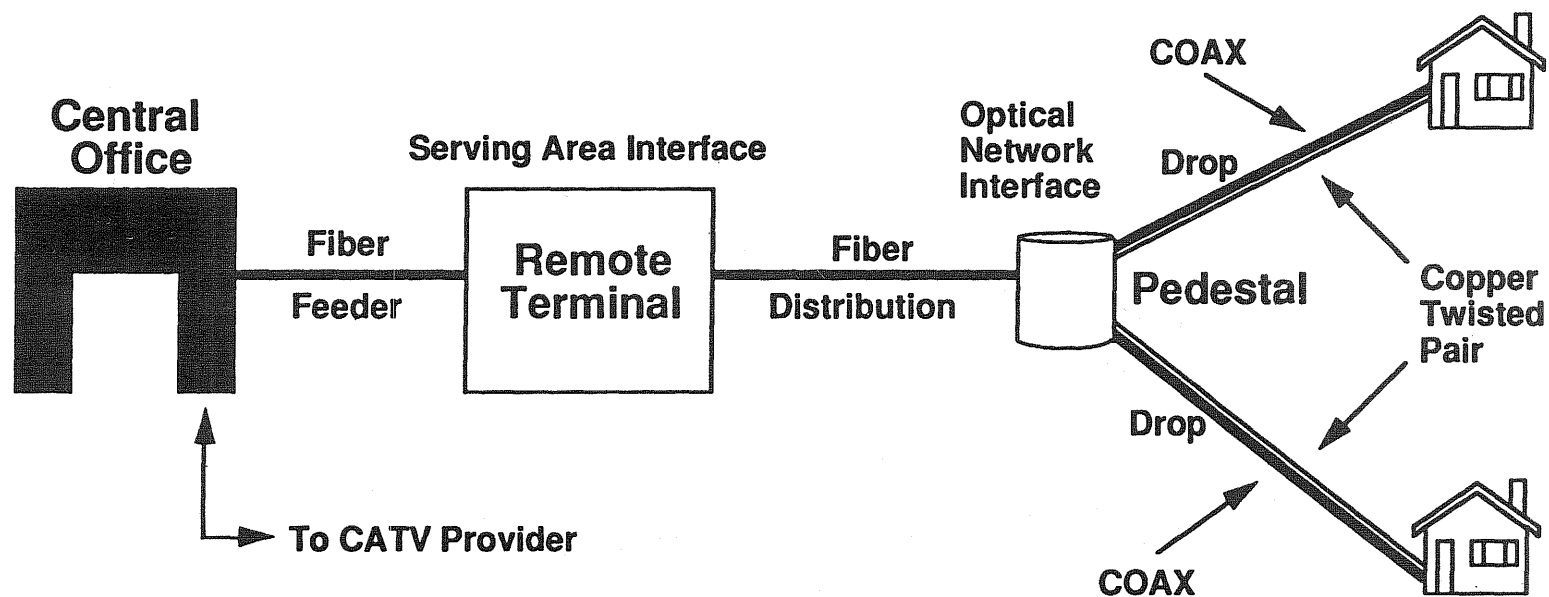 Central
Office
Serving Area Interface
Fiber
Feeder
Remote
Terminal
Fiber
Distribution
Optical
Network
Interface
Pedestal
COAX
Drop
Copper
Twisted
Pair
Drop
COAX
To CATV Provider